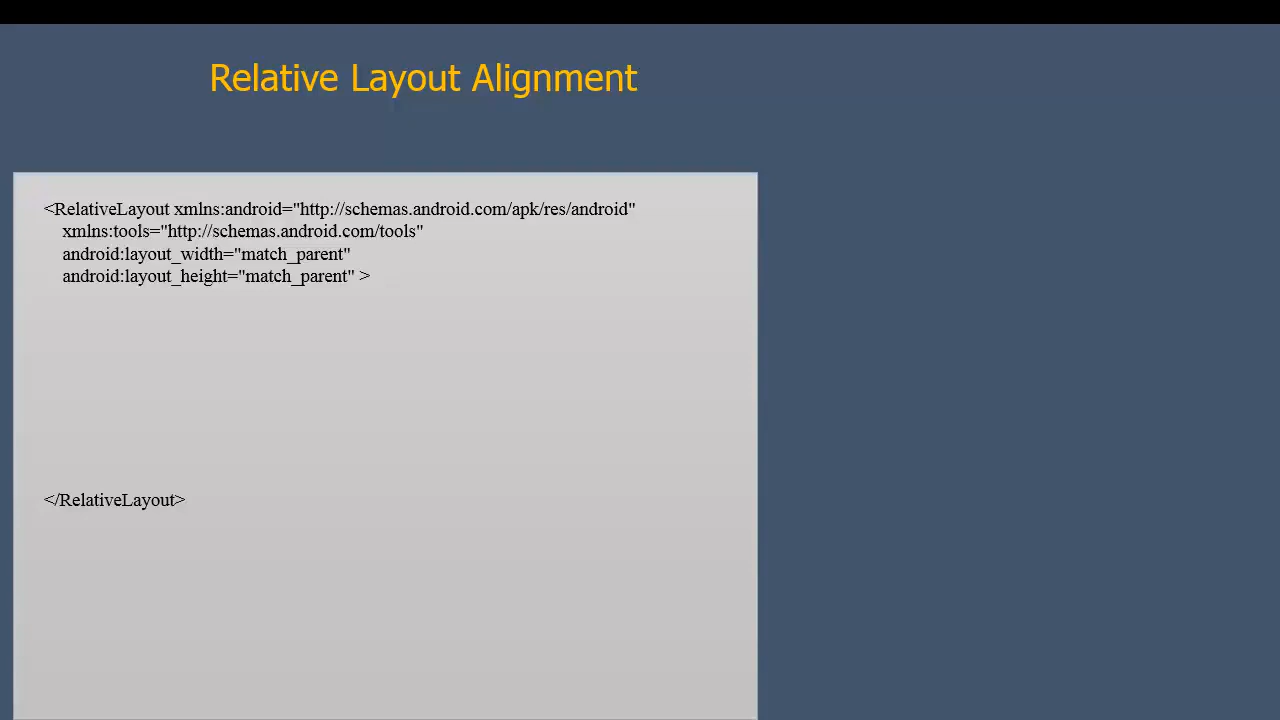 Relative Layout Alignment
<RelativeLayout xmlns:android="http://schemas.android.com/apk/res/android"
xmlns:tools="http://schemas.android.com/tools"
android:layout_width="match_parent"
android:layout_height="match_parent" >
</RelativeLayout>